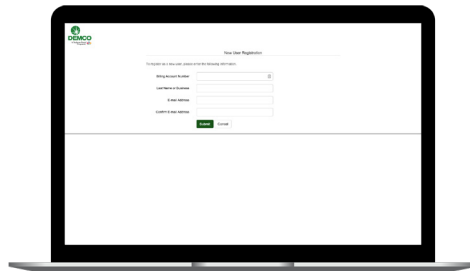 DEMCO
New User Registration
To register as a new user, please enter the following information.
Billing Account Number
Last Name or Business
E-Mail Address
Confirm E-Mail Address
Submit Cancel